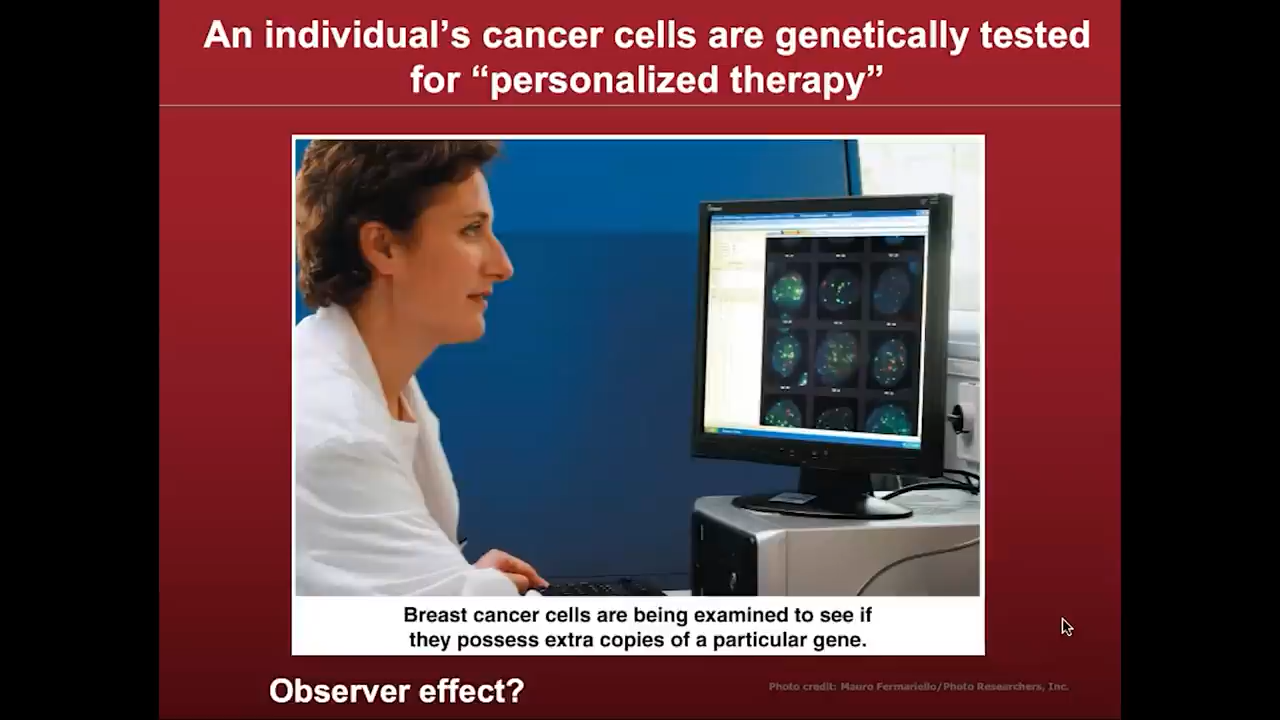 An individual’s cancer cells are genetically tested
for “personalized therapy”
Breast cancer cells are being examined to see if
they possess extra copies of a particular gene.
Observer effect?
Photo credit: Mauro Fermariello/Photo Researchers, Inc.